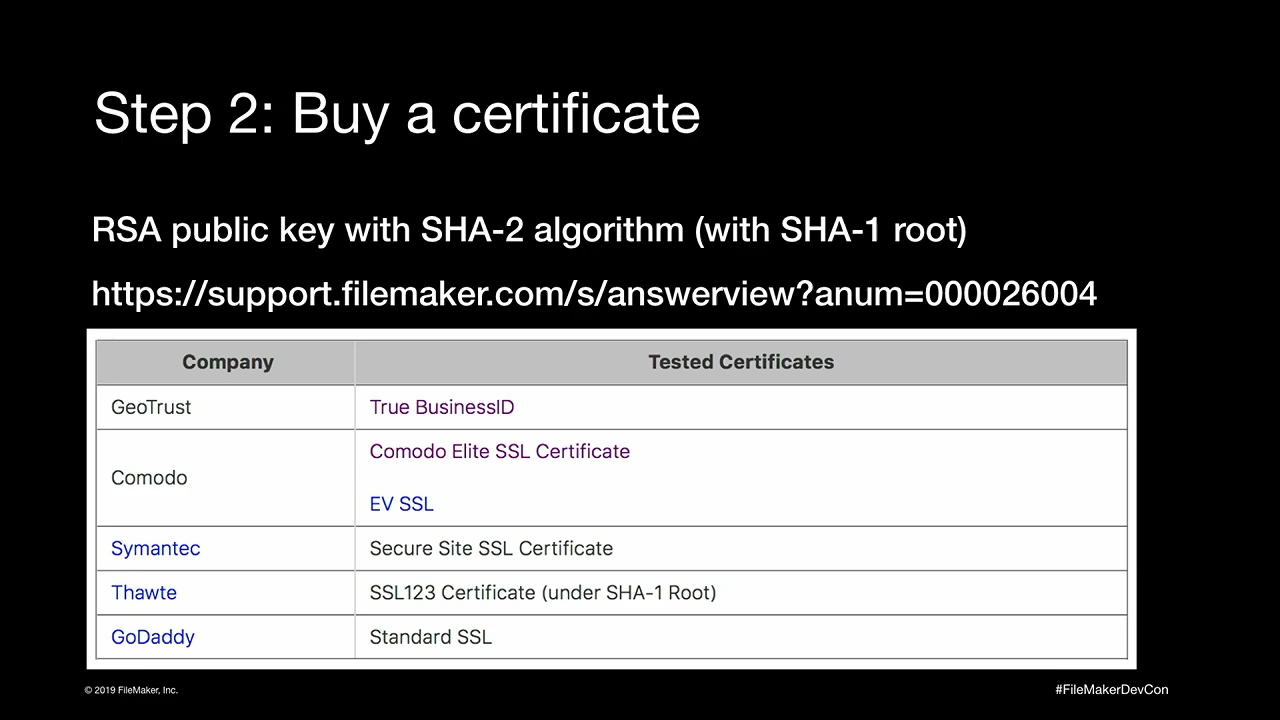 Step 2: Buy a certificate
RSA public key with SHA-2 algorithm (with SHA-1 root)
https://support.filemaker.com/s/answerview?anum=000026004
Company Tested Certificates
GeoTrust True BusinessID
Comodo Comodo Elite SSL Certificate
EV SSL
Symantec Secure Site SSL Certificate
Thawte SSL123 Certificate (under SHA-1 Root)
GoDaddy Standard SSL
© 2019 FileMaker, Inc. #FileMakerDevCon